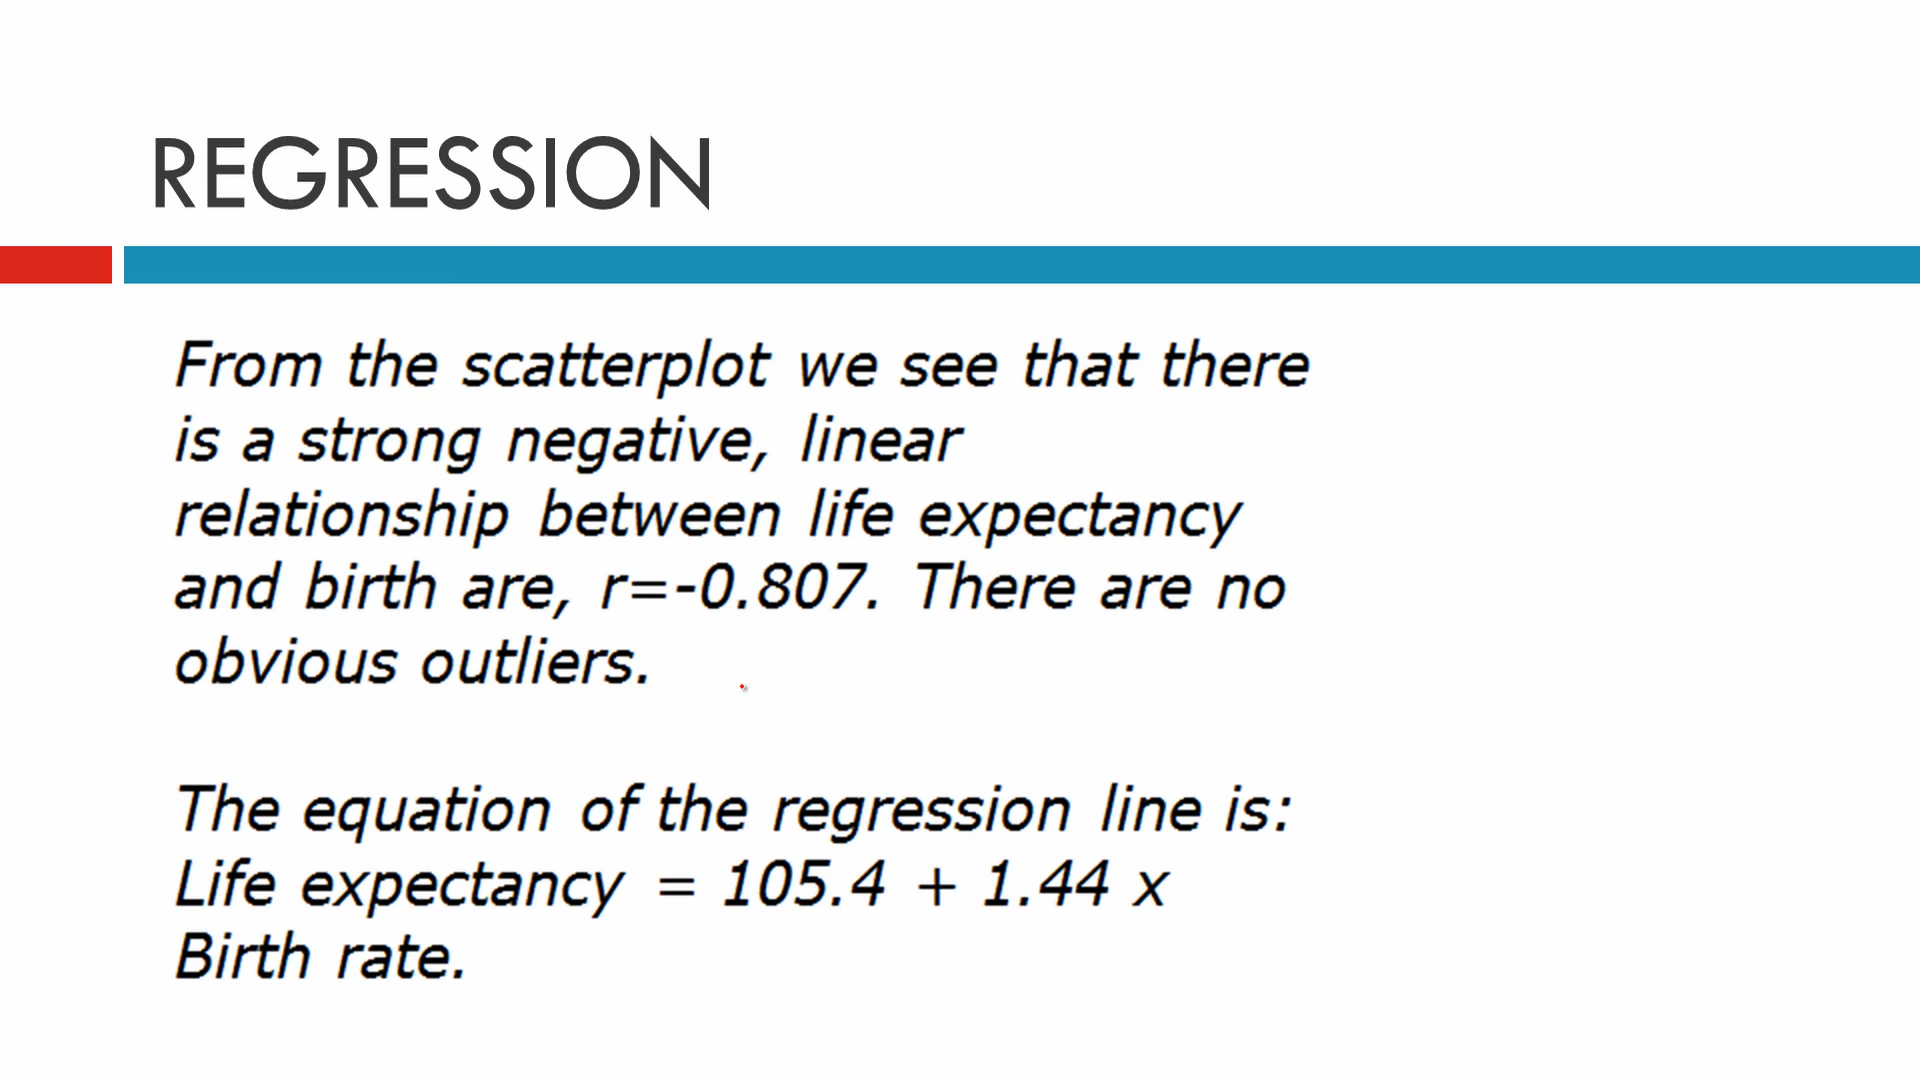 REGRESSION
From the scatterplot we see that there
is a strong negative, linear
relationship between life expectancy
and birth are, r=-0.807. There are no
obvious outliers.
The equation of the regression line is:
Life expectancy = 105.4 + 1.44 x
Birth rate.